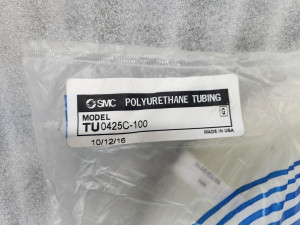 SMC POLYURETHANE TUBING
MODEL
TU0425C-100
MADE IN USA
10/12/16